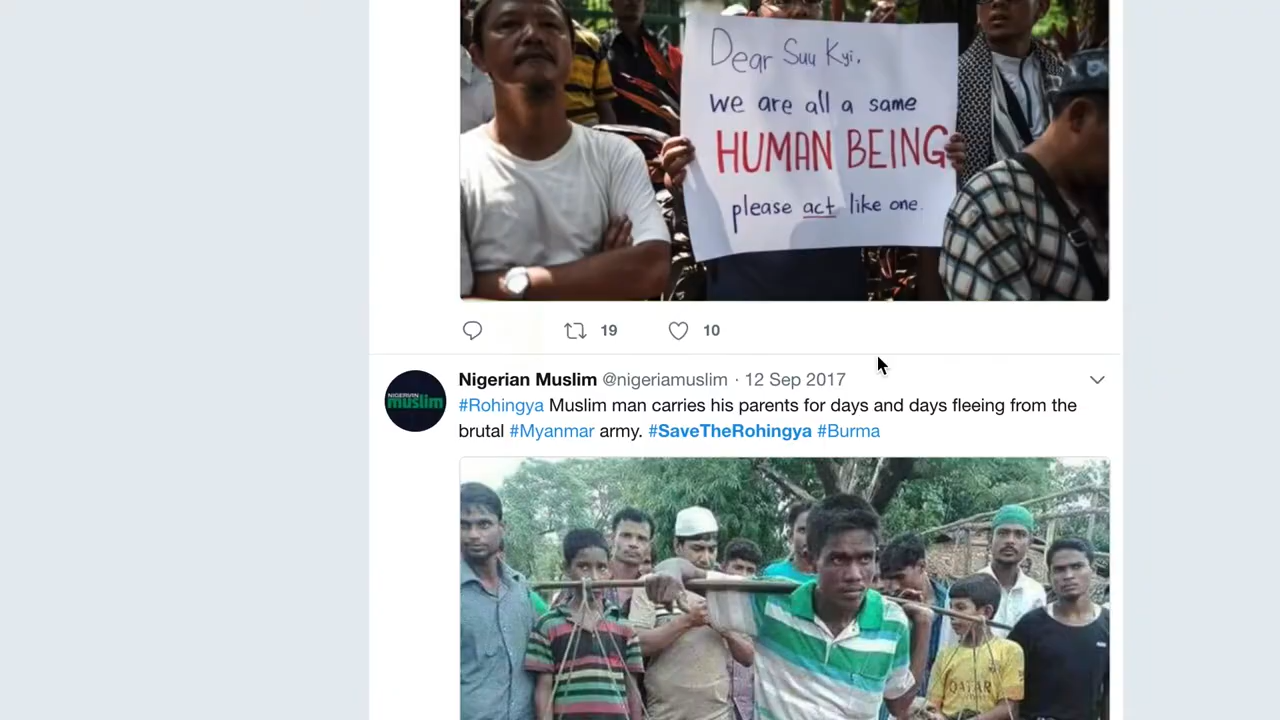 Dear Suu Kyi,
we are all a same
HUMAN BEING
please act like one.
19 10
Nigerian Muslim @nigeriamuslim · 12 Sep 2017
NIGERIAN
muslim
#Rohingya Muslim man carries his parents for days and days fleeing from the
brutal #Myanmar army. #SaveTheRohingya #Burma
QATAR